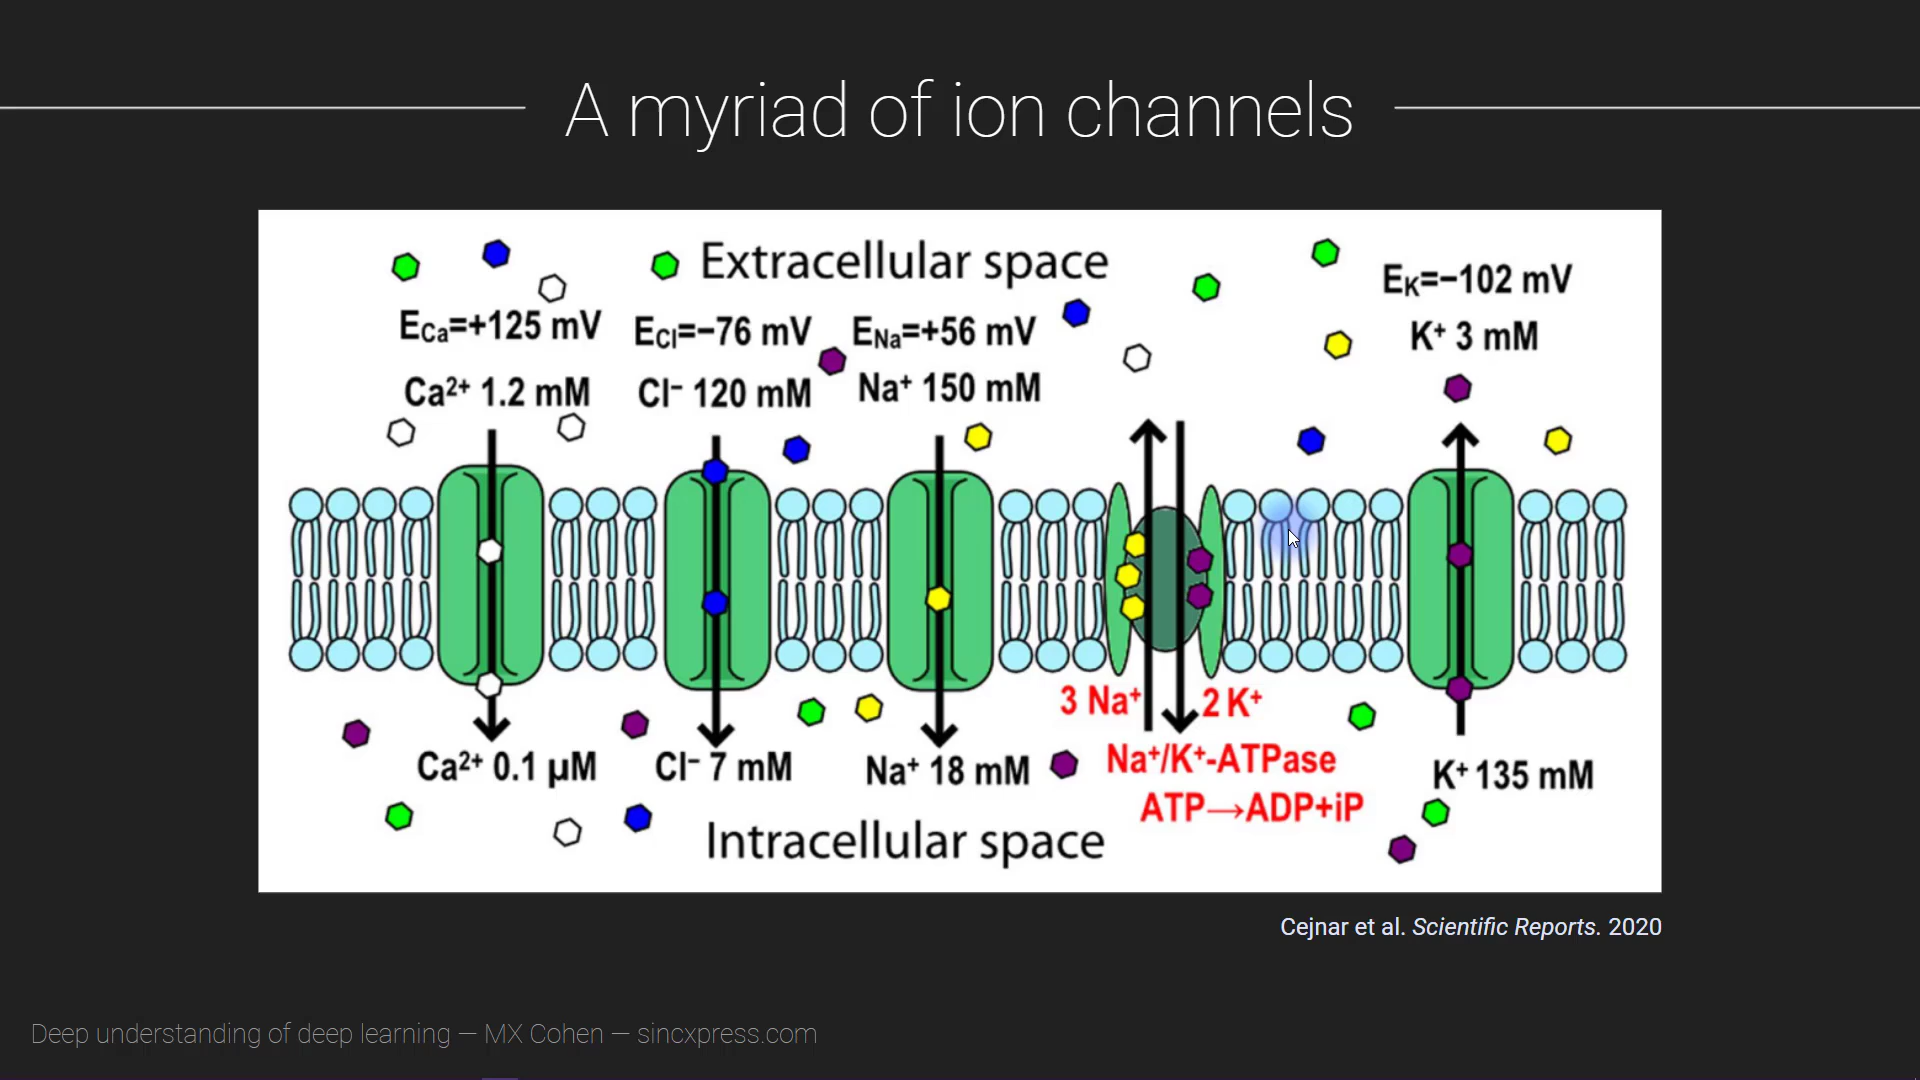 A myriad of ion channels
Extracellular space
E_Ca=+125 mV
Ca²⁺ 1.2 mM
E_Cl=−76 mV
Cl⁻ 120 mM
E_Na=+56 mV
Na⁺ 150 mM
E_K=−102 mV
K⁺ 3 mM
3 Na⁺
2 K⁺
Na⁺/K⁺-ATPase
ATP→ADP+iP
Ca²⁺ 0.1 µM
Cl⁻ 7 mM
Na⁺ 18 mM
K⁺ 135 mM
Intracellular space
Cejnar et al. Scientific Reports. 2020
Deep understanding of deep learning — MX Cohen — sincxpress.com